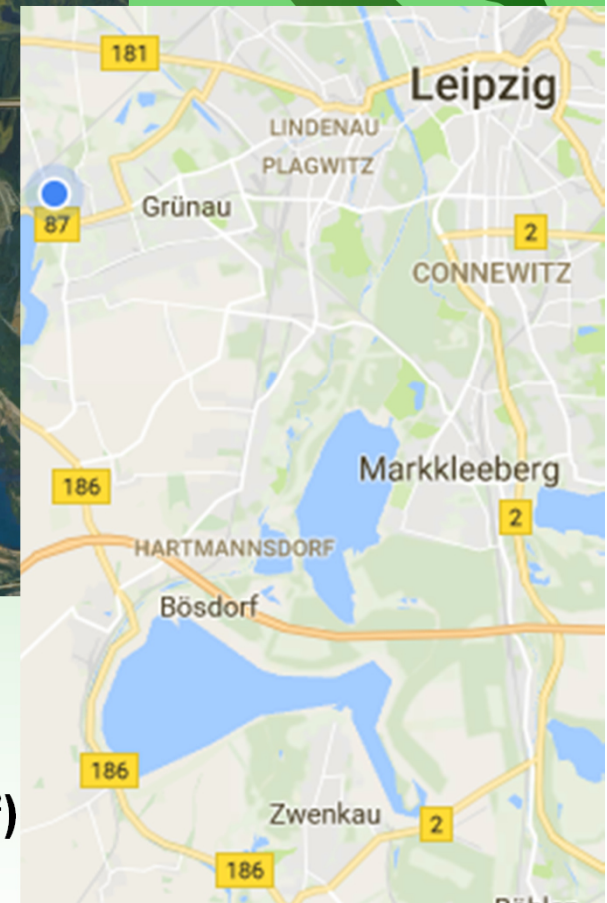 181
Leipzig
LINDENAU
PLAGWITZ
Grünau
87
2
CONNEWITZ
Markkleeberg
186
2
HARTMANNSDORF
Bösdorf
186
)
Zwenkau
2
186